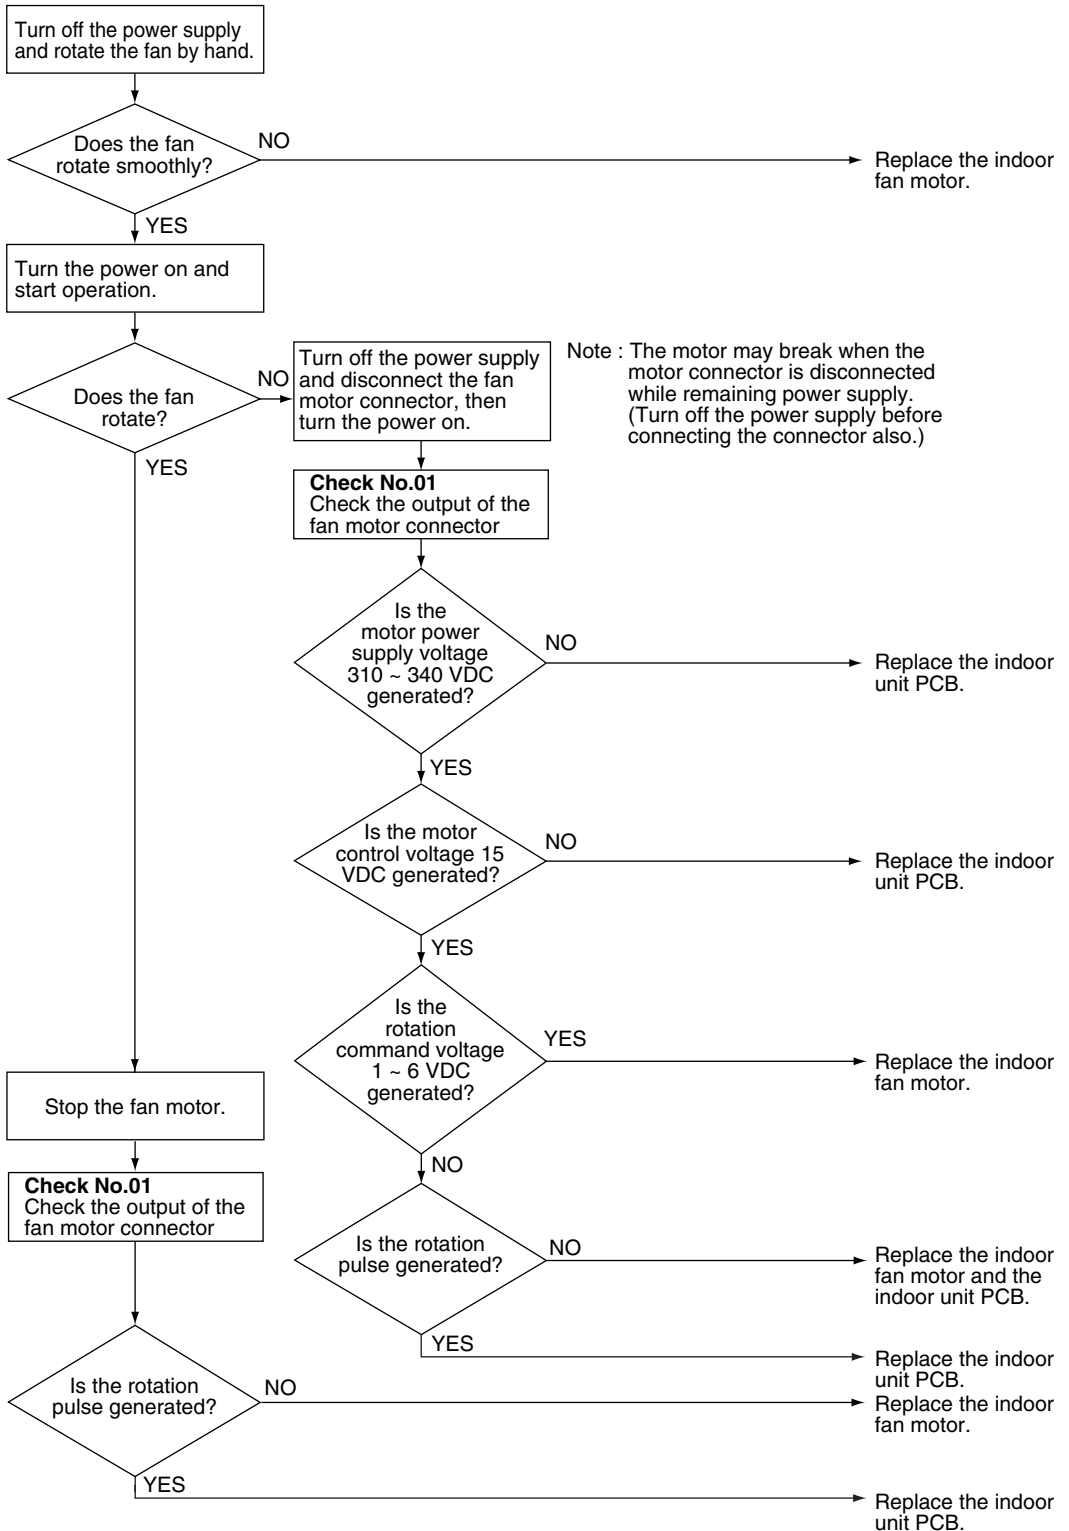 Turn off the power supply
and rotate the fan by hand.
Does the fan
rotate smoothly?
NO
Replace the indoor
fan motor.
YES
Turn the power on and
start operation.
Does the fan
rotate?
NO
Turn off the power supply
and disconnect the fan
motor connector, then
turn the power on.
Note : The motor may break when the
motor connector is disconnected
while remaining power supply.
(Turn off the power supply before
connecting the connector also.)
YES
Check No.01
Check the output of the
fan motor connector
Is the
motor power
supply voltage
310 ~ 340 VDC
generated?
NO
Replace the indoor
unit PCB.
YES
Is the motor
control voltage 15
VDC generated?
NO
Replace the indoor
unit PCB.
YES
Is the
rotation
command voltage
1 ~ 6 VDC
generated?
YES
Replace the indoor
fan motor.
NO
Stop the fan motor.
Check No.01
Check the output of the
fan motor connector
Is the rotation
pulse generated?
NO
Replace the indoor
fan motor and the
indoor unit PCB.
YES
Replace the indoor
unit PCB.
Is the rotation
pulse generated?
NO
Replace the indoor
fan motor.
YES
Replace the indoor
unit PCB.